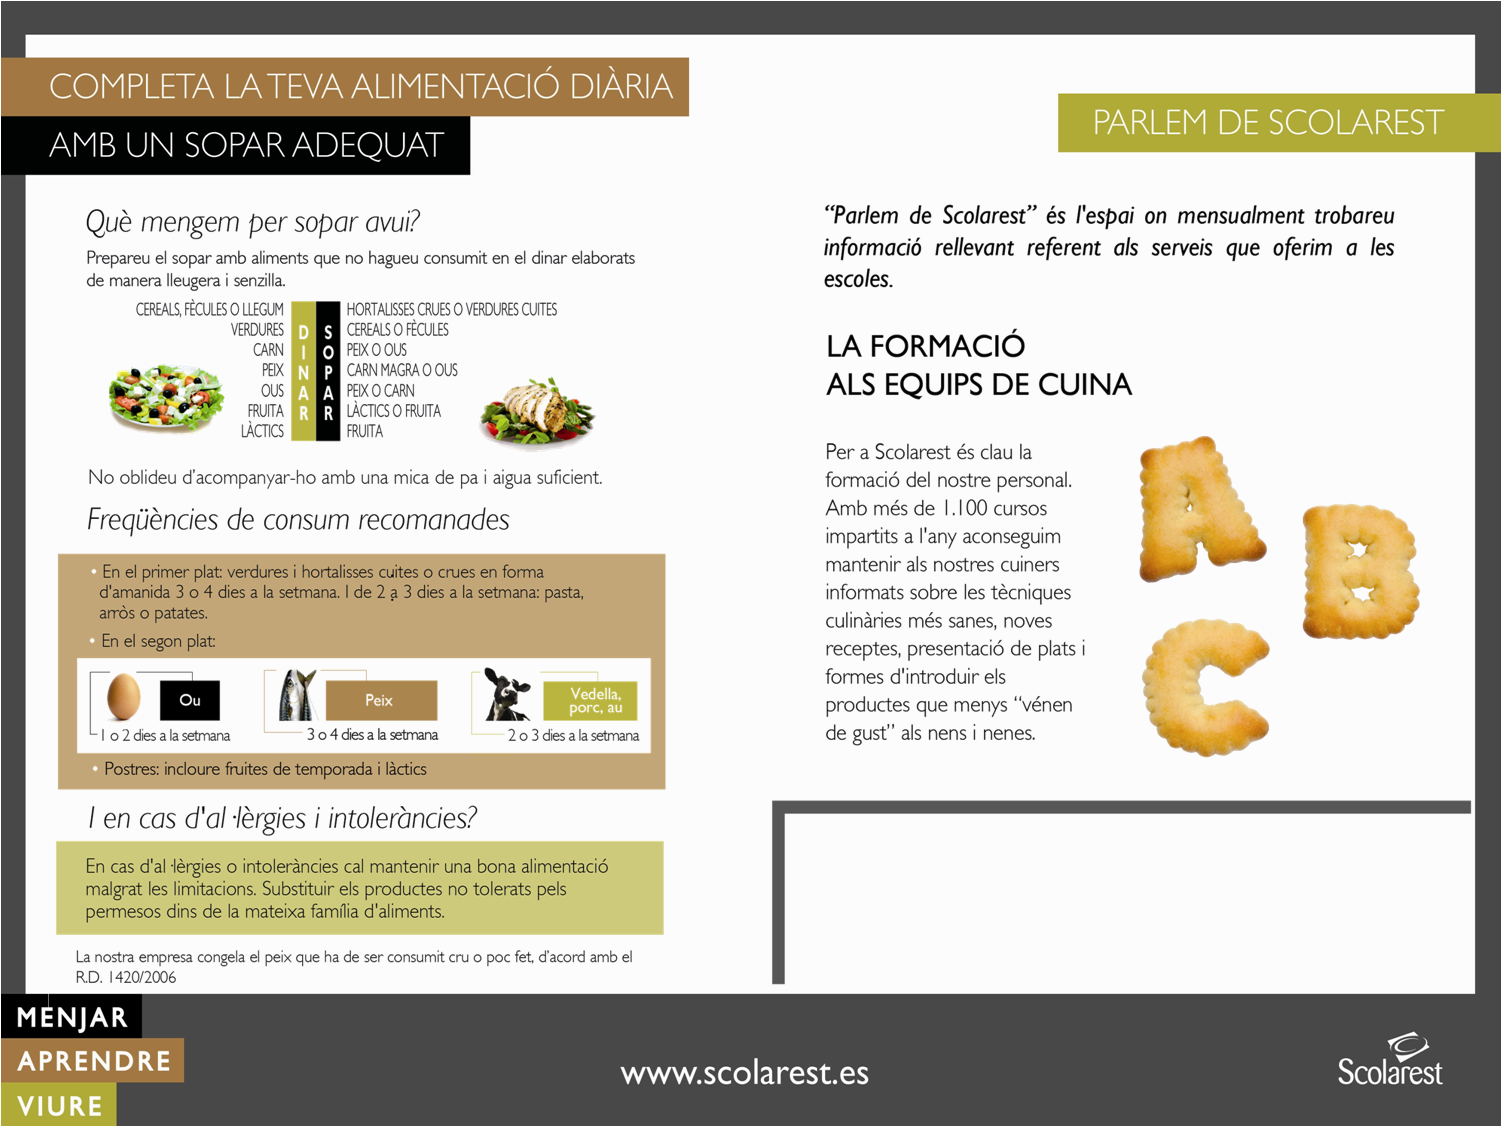 COMPLETA LA TEVA ALIMENTACIÓ DIÀRIA
AMB UN SOPAR ADEQUAT
Què mengem per sopar avui?
Prepareu el sopar amb aliments que no hagueu consumit en el dinar elaborats
de manera lleugera i senzilla.
DINAR
SOPAR
CEREALS, FÈCULES O LLEGUM
HORTALISSES CRUES O VERDURES CUITES
VERDURES
CEREALS O FÈCULES
CARN
PEIX O OUS
PEIX
CARN MAGRA O OUS
OUS
PEIX O CARN
FRUITA
LÀCTICS O FRUITA
LÀCTICS
FRUITA
No oblideu d’acompanyar-ho amb una mica de pa i aigua suficient.
Freqüències de consum recomanades
• En el primer plat: verdures i hortalisses cuites o crues en forma
d'amanida 3 o 4 dies a la setmana. I de 2 a 3 dies a la setmana: pasta,
arròs o patates.
• En el segon plat:
Ou
1 o 2 dies a la setmana
Peix
3 o 4 dies a la setmana
Vedella,
porc, au
2 o 3 dies a la setmana
• Postres: incloure fruites de temporada i làctics
I en cas d'al·lèrgies i intoleràncies?
En cas d'al·lèrgies o intoleràncies cal mantenir una bona alimentació
malgrat les limitacions. Substituir els productes no tolerats pels
permesos dins de la mateixa família d'aliments.
La nostra empresa congela el peix que ha de ser consumit cru o poc fet, d’acord amb el
R.D. 1420/2006
PARLEM DE SCOLAREST
“Parlem de Scolarest” és l'espai on mensualment trobareu
informació rellevant referent als serveis que oferim a les
escoles.
LA FORMACIÓ
ALS EQUIPS DE CUINA
Per a Scolarest és clau la
formació del nostre personal.
Amb més de 1.100 cursos
impartits a l'any aconseguim
mantenir als nostres cuiners
informats sobre les tècniques
culinàries més sanes, noves
receptes, presentació de plats i
formes d'introduir els
productes que menys “vénen
de gust” als nens i nenes.
A
B
C
MENJAR
APRENDRE
VIURE
www.scolarest.es
Scolarest